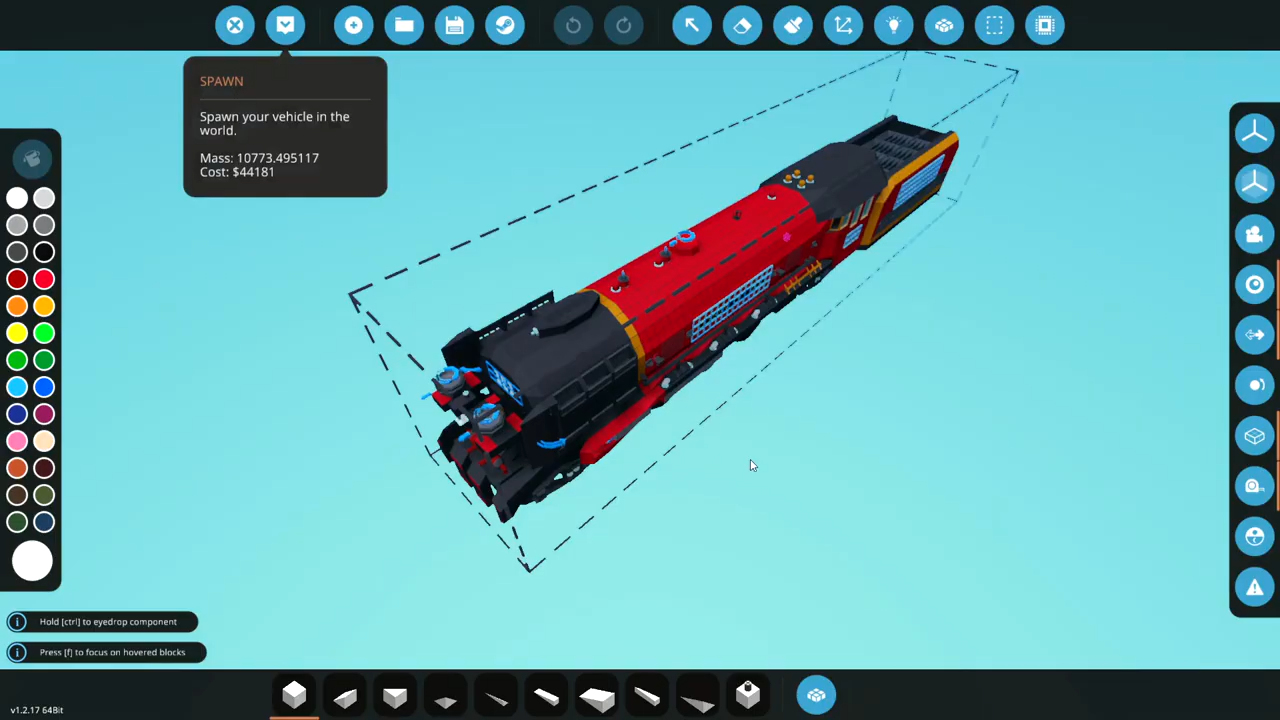 SPAWN
Spawn your vehicle in the
world.
Mass: 10773.495117
Cost: $44181
Hold [ctrl] to eyedrop component
Press [f] to focus on hovered blocks
v1.2.17 64Bit